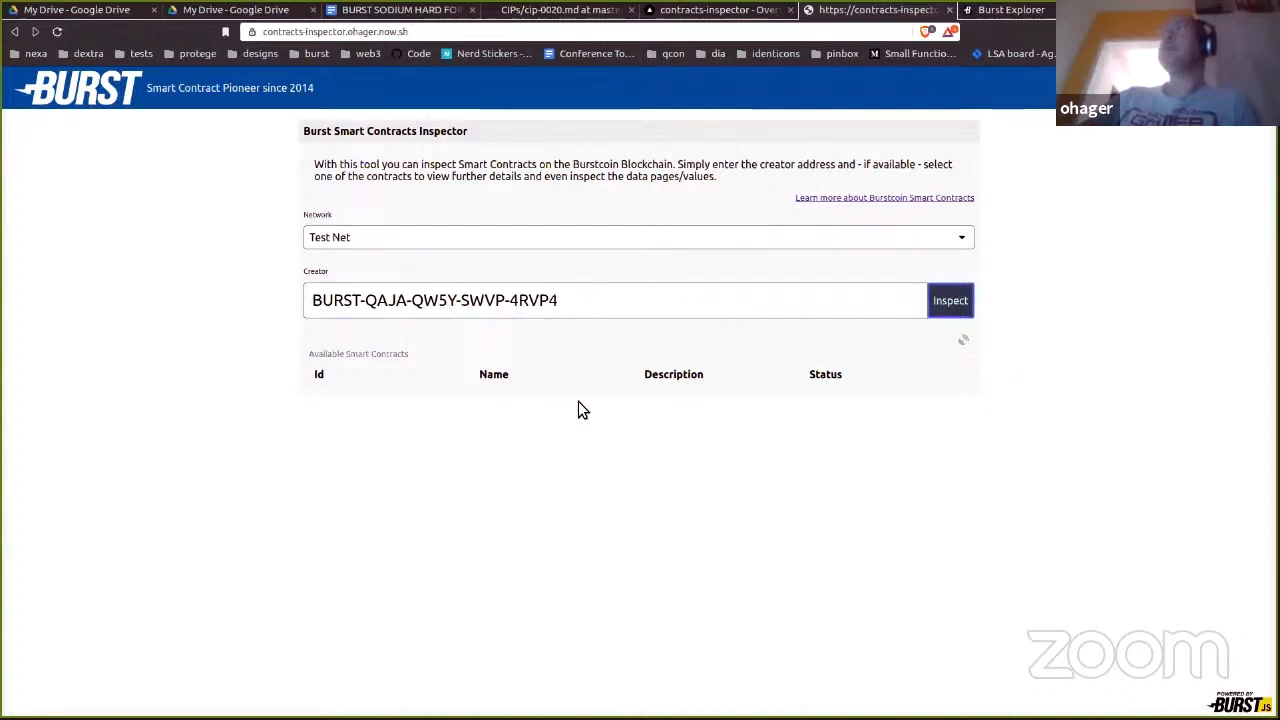 My Drive - Google Drive
My Drive - Google Drive
BURST SODIUM HARD FO
CIPs/cip-0020.md at maste
contracts-inspector - Over
https://contracts-inspecto
Burst Explorer
contracts-inspector.ohager.now.sh
nexa
dextra
tests
protege
designs
burst
web3
Code
Nerd Stickers -...
Conference To...
qcon
dia
identicons
pinbox
Small Functio...
LSA board - Ag...
BURST
Smart Contract Pioneer since 2014
ohager
Burst Smart Contracts Inspector
With this tool you can inspect Smart Contracts on the Burstcoin Blockchain. Simply enter the creator address and - if available - select
one of the contracts to view further details and even inspect the data pages/values.
Learn more about Burstcoin Smart Contracts
Network
Test Net
Creator
BURST-QAJA-QW5Y-SWVP-4RVP4
Inspect
Available Smart Contracts
Id Name Description Status
zoom
POWERED BY
BURST JS